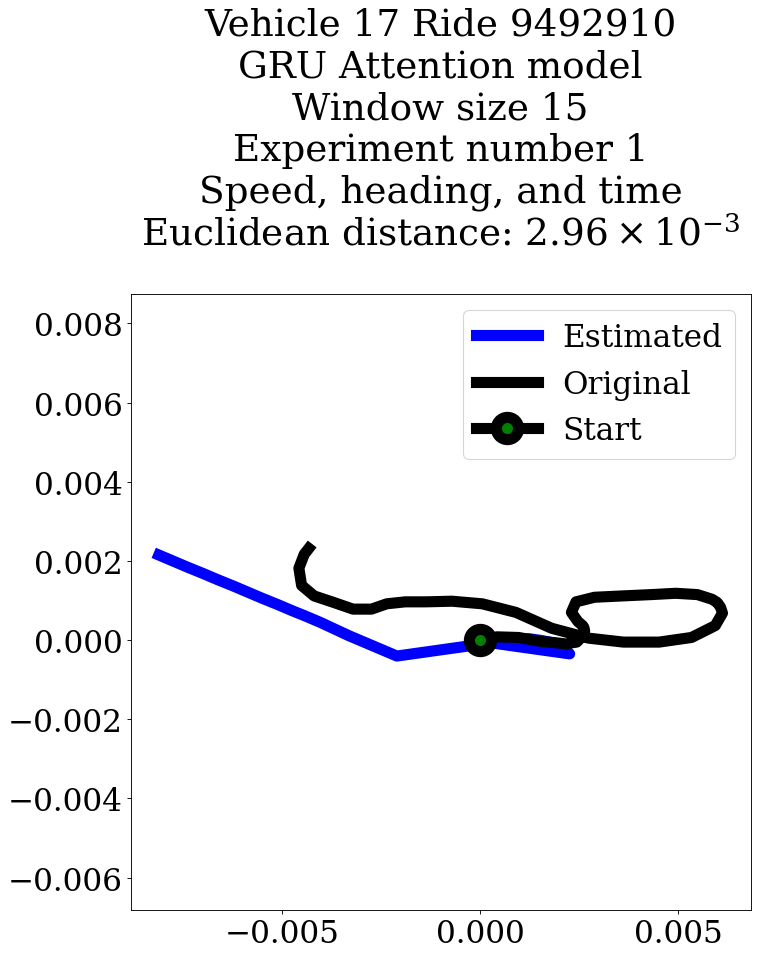 Vehicle 17 Ride 9492910
GRU Attention model
Window size 15
Experiment number 1
Speed, heading, and time
Euclidean distance: 2.96 × 10⁻³
Estimated
Original
Start
0.008
0.006
0.004
0.002
0.000
−0.002
−0.004
−0.006
−0.005 0.000 0.005